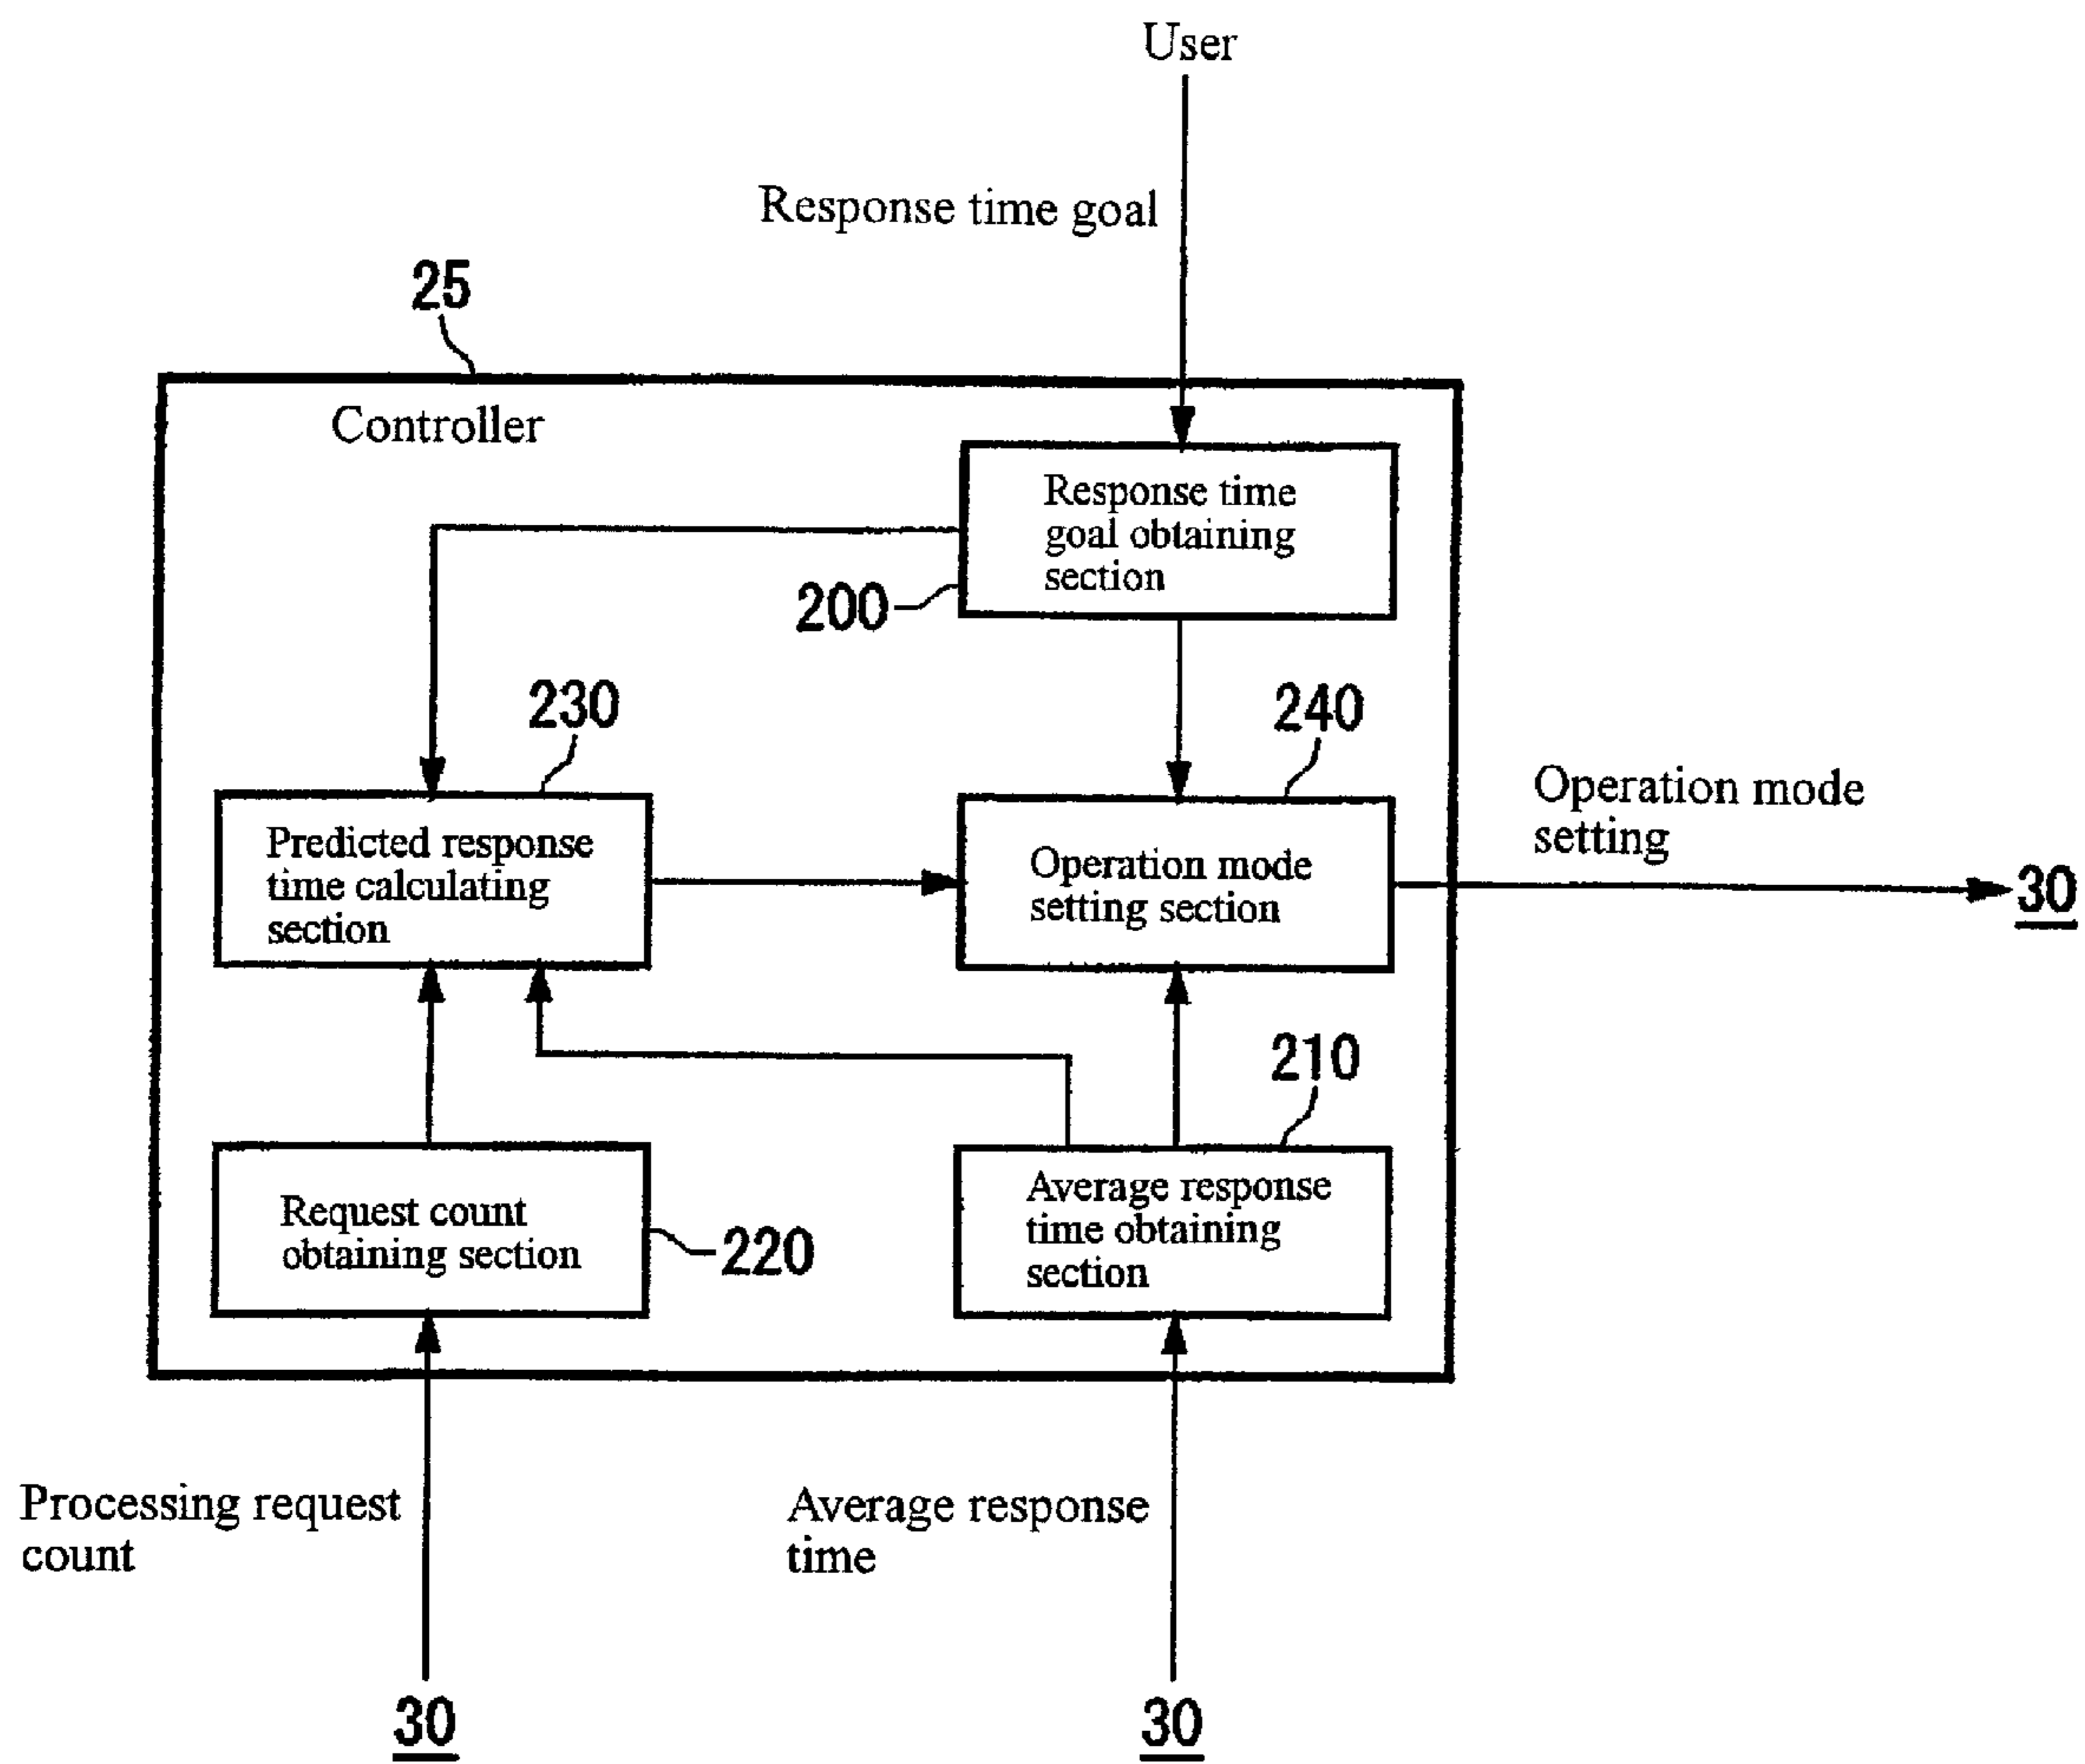 User
Response time goal
25
Controller
Response time
goal obtaining
section
200
230
240
Predicted response
time calculating
section
Operation mode
setting section
Operation mode
setting
30
210
Request count
obtaining section
220
Average response
time obtaining
section
Processing request
count
Average response
time
30
30